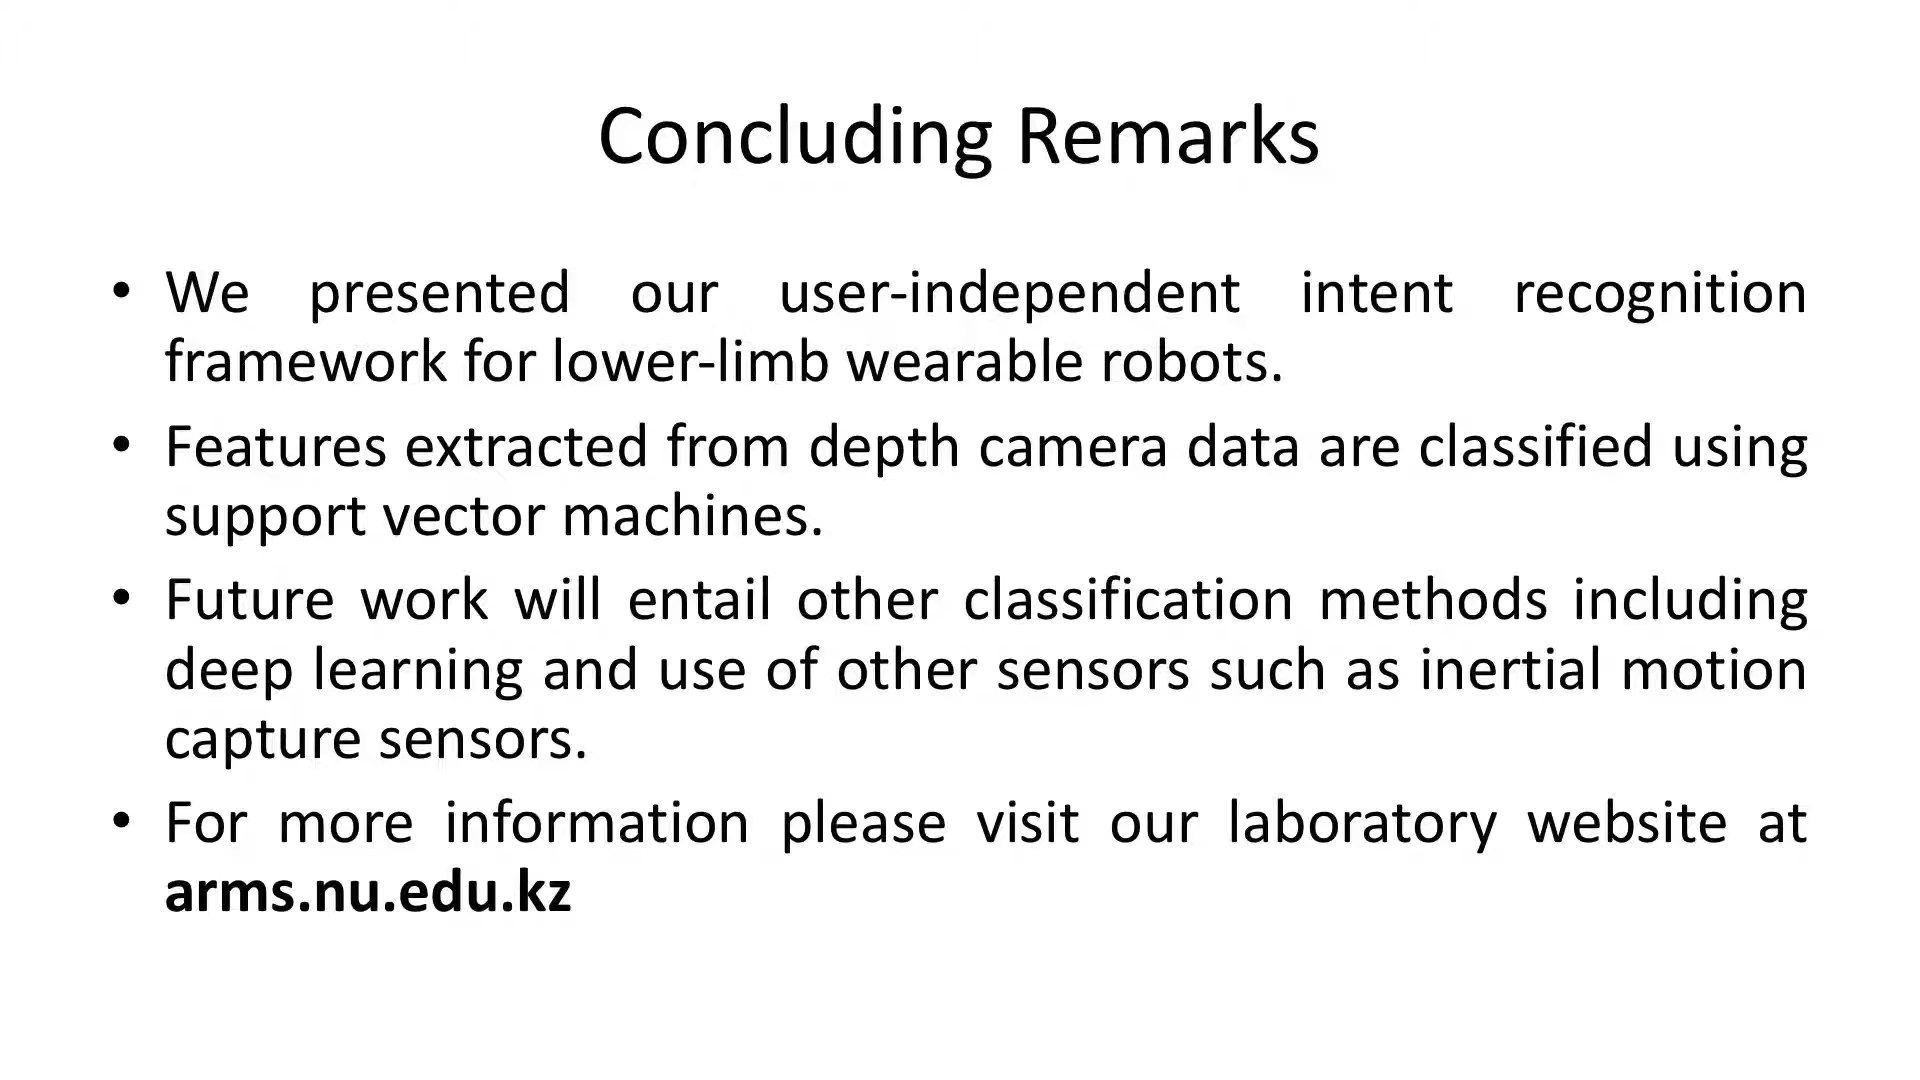 Concluding Remarks
• We presented our user-independent intent recognition
framework for lower-limb wearable robots.
• Features extracted from depth camera data are classified using
support vector machines.
• Future work will entail other classification methods including
deep learning and use of other sensors such as inertial motion
capture sensors.
• For more information please visit our laboratory website at
arms.nu.edu.kz